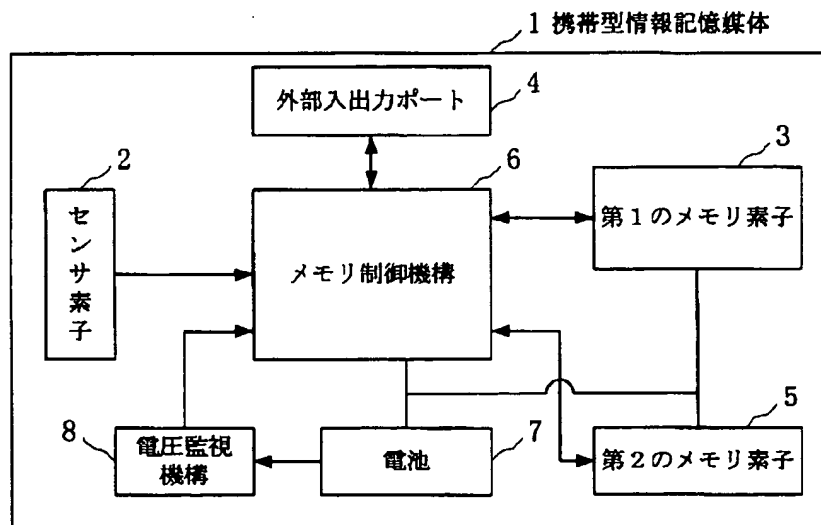 1 携帯型情報記憶媒体
外部入出力ポート
4
2
6
3
センサ素子
メモリ制御機構
第1のメモリ素子
8
電圧監視
機構
電池
7
5
第2のメモリ素子